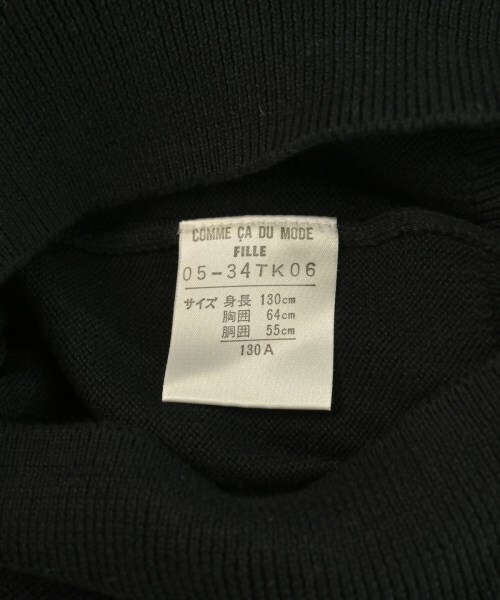 COMME ÇA DU MODE
FILLE
05-34TK06
サイズ 身長 130cm
胸囲 64cm
胴囲 55cm
130A